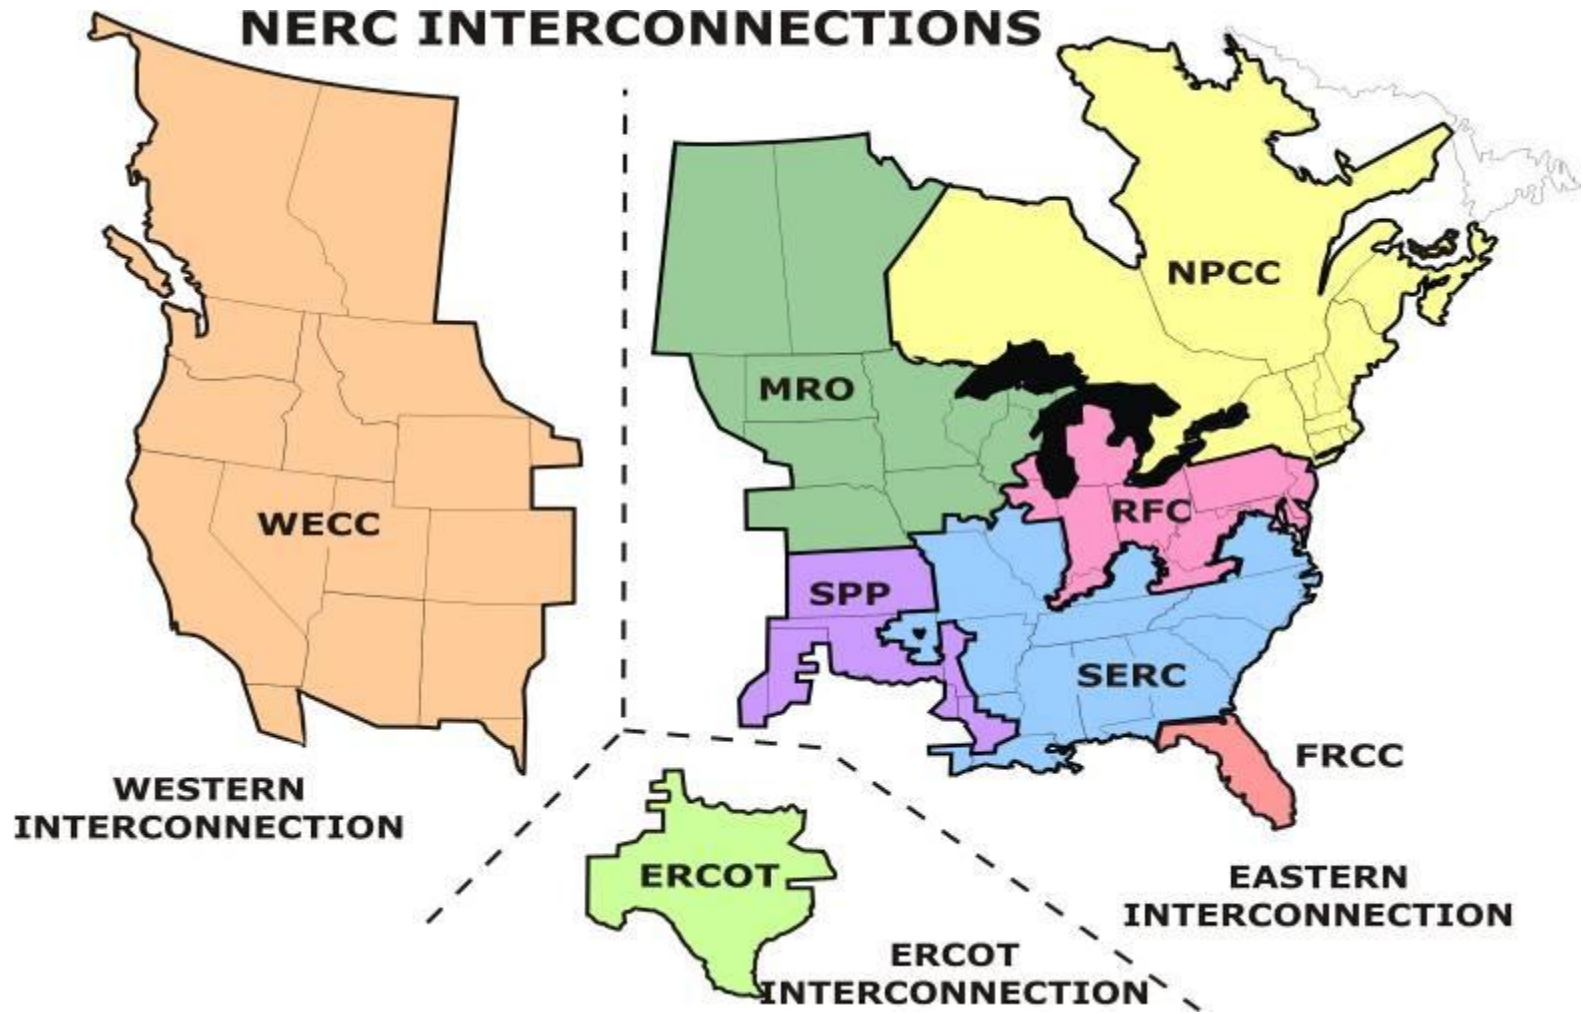 NERC INTERCONNECTIONS
NPCC
MRO
RFC
WECC
SPP
SERC
FRCC
WESTERN
INTERCONNECTION
ERCOT
EASTERN
INTERCONNECTION
ERCOT
INTERCONNECTION